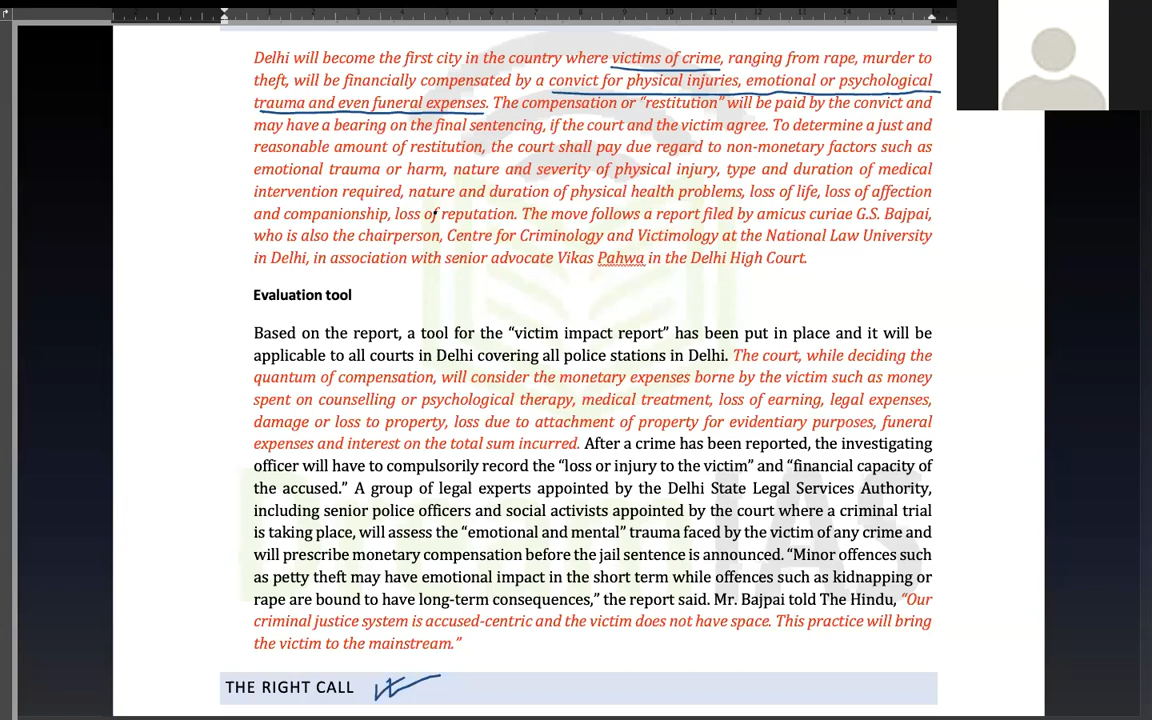 Delhi will become the first city in the country where victims of crime, ranging from rape, murder to
theft, will be financially compensated by a convict for physical injuries, emotional or psychological
trauma and even funeral expenses. The compensation or “restitution” will be paid by the convict and
may have a bearing on the final sentencing, if the court and the victim agree. To determine a just and
reasonable amount of restitution, the court shall pay due regard to non-monetary factors such as
emotional trauma or harm, nature and severity of physical injury, type and duration of medical
intervention required, nature and duration of physical health problems, loss of life, loss of affection
and companionship, loss of reputation. The move follows a report filed by amicus curiae G.S. Bajpai,
who is also the chairperson, Centre for Criminology and Victimology at the National Law University
in Delhi, in association with senior advocate Vikas Pahwa in the Delhi High Court.
Evaluation tool
Based on the report, a tool for the “victim impact report” has been put in place and it will be
applicable to all courts in Delhi covering all police stations in Delhi. The court, while deciding the
quantum of compensation, will consider the monetary expenses borne by the victim such as money
spent on counselling or psychological therapy, medical treatment, loss of earning, legal expenses,
damage or loss to property, loss due to attachment of property for evidentiary purposes, funeral
expenses and interest on the total sum incurred. After a crime has been reported, the investigating
officer will have to compulsorily record the “loss or injury to the victim” and “financial capacity of
the accused.” A group of legal experts appointed by the Delhi State Legal Services Authority,
including senior police officers and social activists appointed by the court where a criminal trial
is taking place, will assess the “emotional and mental” trauma faced by the victim of any crime and
will prescribe monetary compensation before the jail sentence is announced. “Minor offences such
as petty theft may have emotional impact in the short term while offences such as kidnapping or
rape are bound to have long-term consequences,” the report said. Mr. Bajpai told The Hindu, “Our
criminal justice system is accused-centric and the victim does not have space. This practice will bring
the victim to the mainstream.”
THE RIGHT CALL